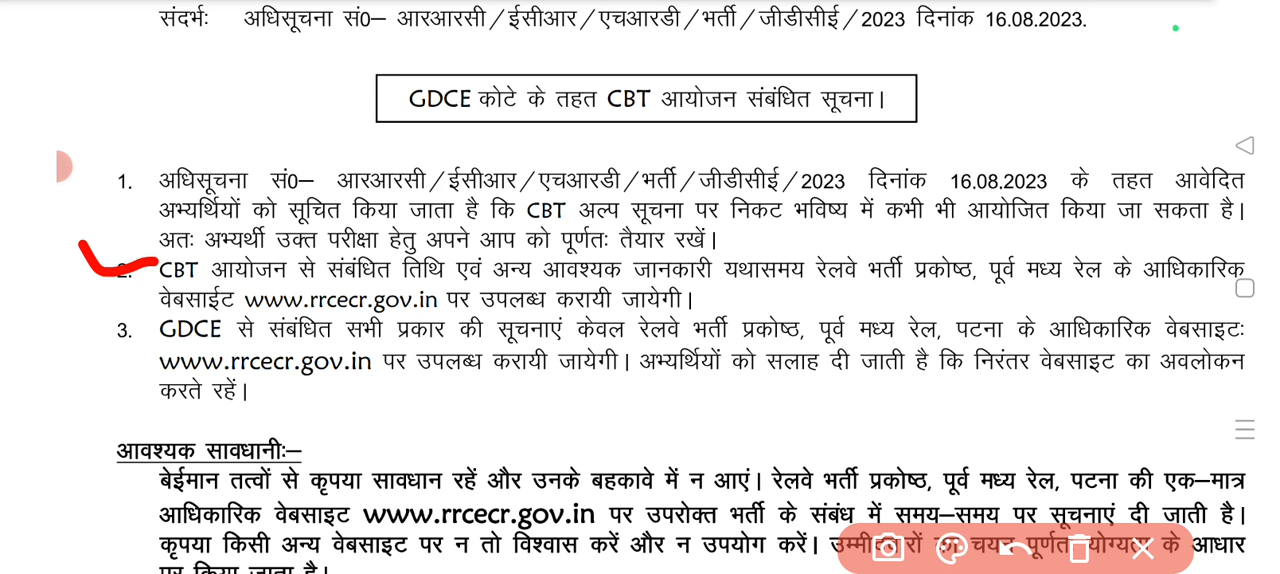 संदर्भः अधिसूचना सं0– आरआरसी/ईसीआर/एचआरडी/भर्ती/जीडीसीई/2023 दिनांक 16.08.2023.
GDCE कोटे के तहत CBT आयोजन संबंधित सूचना।
1. अधिसूचना सं0– आरआरसी/ईसीआर/एचआरडी/भर्ती/जीडीसीई/2023 दिनांक 16.08.2023 के तहत आवेदित
अभ्यर्थियों को सूचित किया जाता है कि CBT अल्प सूचना पर निकट भविष्य में कभी भी आयोजित किया जा सकता है।
अतः अभ्यर्थी उक्त परीक्षा हेतु अपने आप को पूर्णतः तैयार रखें।
2. CBT आयोजन से संबंधित तिथि एवं अन्य आवश्यक जानकारी यथासमय रेलवे भर्ती प्रकोष्ठ, पूर्व मध्य रेल के आधिकारिक
वेबसाईट www.rrcecr.gov.in पर उपलब्ध करायी जायेगी।
3. GDCE से संबंधित सभी प्रकार की सूचनाएं केवल रेलवे भर्ती प्रकोष्ठ, पूर्व मध्य रेल, पटना के आधिकारिक वेबसाइटः
www.rrcecr.gov.in पर उपलब्ध करायी जायेगी। अभ्यर्थियों को सलाह दी जाती है कि निरंतर वेबसाइट का अवलोकन
करते रहें।
आवश्यक सावधानीः–
बेईमान तत्वों से कृपया सावधान रहें और उनके बहकावे में न आएं। रेलवे भर्ती प्रकोष्ठ, पूर्व मध्य रेल, पटना की एक–मात्र
आधिकारिक वेबसाइट www.rrcecr.gov.in पर उपरोक्त भर्ती के संबंध में समय–समय पर सूचनाएं दी जाती है।
कृपया किसी अन्य वेबसाइट पर न तो विश्वास करें और न उपयोग करें। चयन के आधार